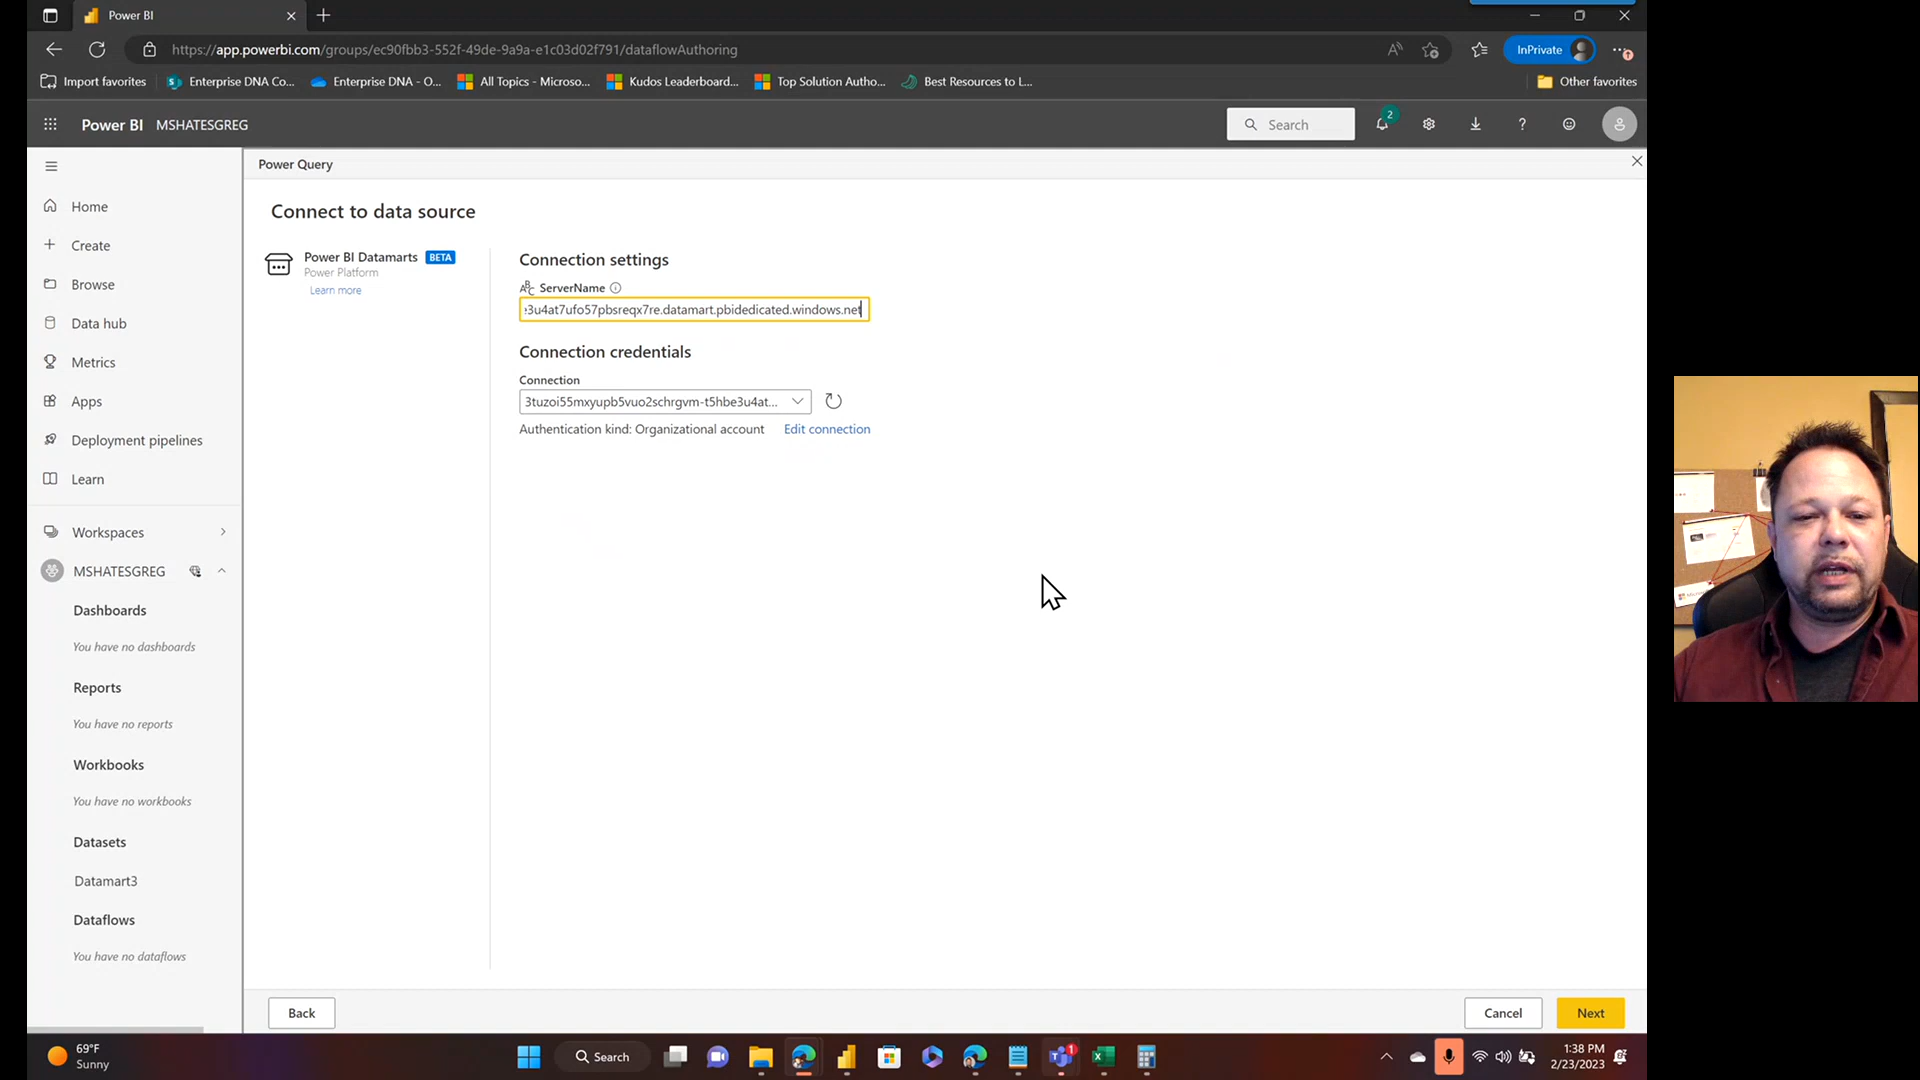 Power BI
https://app.powerbi.com/groups/ec90fbb3-552f-49de-9a9a-e1c03d02f791/dataflowAuthoring
InPrivate
Import favorites
Enterprise DNA Co...
Enterprise DNA - O...
All Topics - Microso...
Kudos Leaderboard...
Top Solution Autho...
Best Resources to L...
Other favorites
Power BI MSHATESGREG
Search
2
Power Query
Home
Create
Browse
Data hub
Metrics
Apps
Deployment pipelines
Learn
Workspaces
MSHATESGREG
Dashboards
You have no dashboards
Reports
You have no reports
Workbooks
You have no workbooks
Datasets
Datamart3
Dataflows
You have no dataflows
Connect to data source
Power BI Datamarts BETA
Power Platform
Learn more
Connection settings
ServerName
3u4at7ufo57pbsreqx7re.datamart.pbidedicated.windows.net
Connection credentials
Connection
3tuzoi55mxyupb5vuo2schrgvm-t5hbe3u4at...
Authentication kind: Organizational account
Edit connection
Back
Cancel
Next
69°F
Sunny
Search
1
1:38 PM
2/23/2023